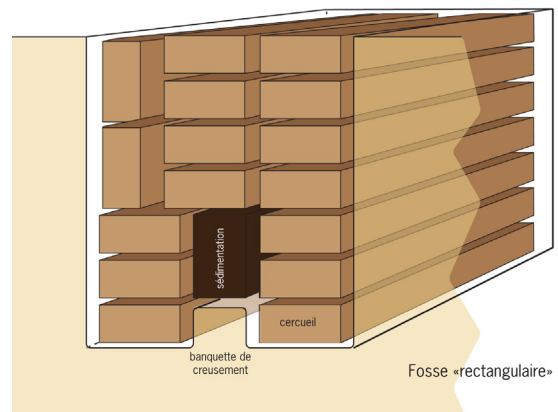 sédimentation
cercueil
banquette de
creusement
Fosse «rectangulaire»